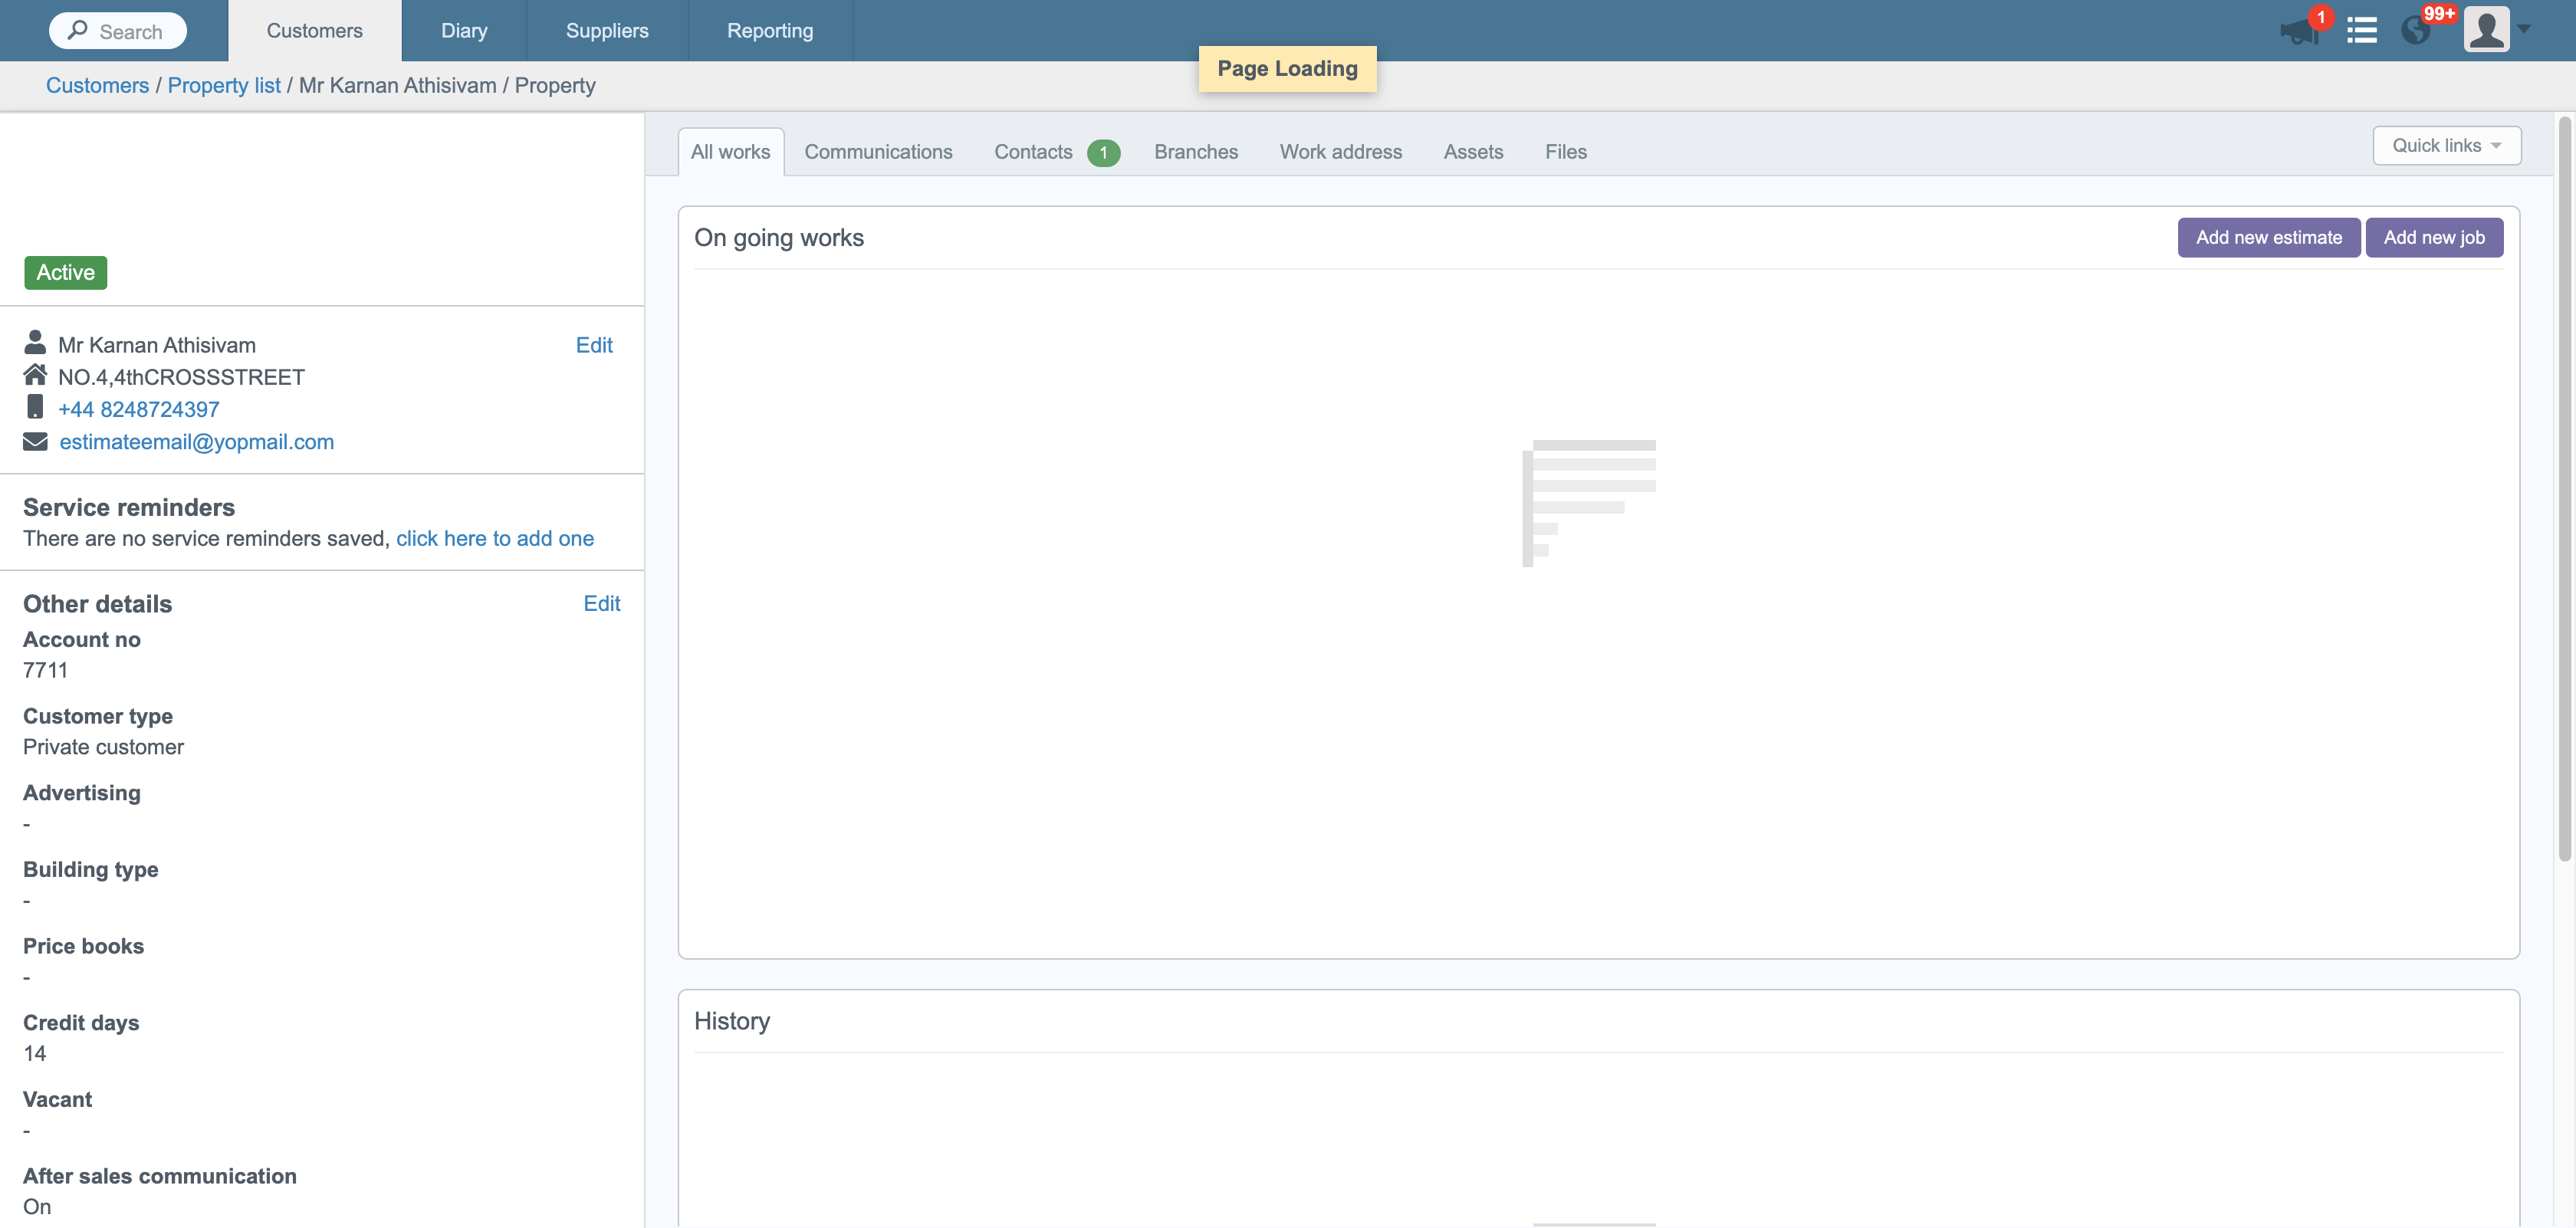 Search
Customers
Diary
Suppliers
Reporting
1
99+
Page Loading
Customers / Property list / Mr Karnan Athisivam / Property
All works
Communications
Contacts 1
Branches
Work address
Assets
Files
Quick links
Active
Mr Karnan Athisivam
Edit
NO.4,4thCROSSSTREET
+44 8248724397
estimateemail@yopmail.com
Service reminders
There are no service reminders saved, click here to add one
Other details
Edit
Account no
7711
Customer type
Private customer
Advertising
-
Building type
-
Price books
-
Credit days
14
Vacant
-
After sales communication
On
On going works
Add new estimate
Add new job
History